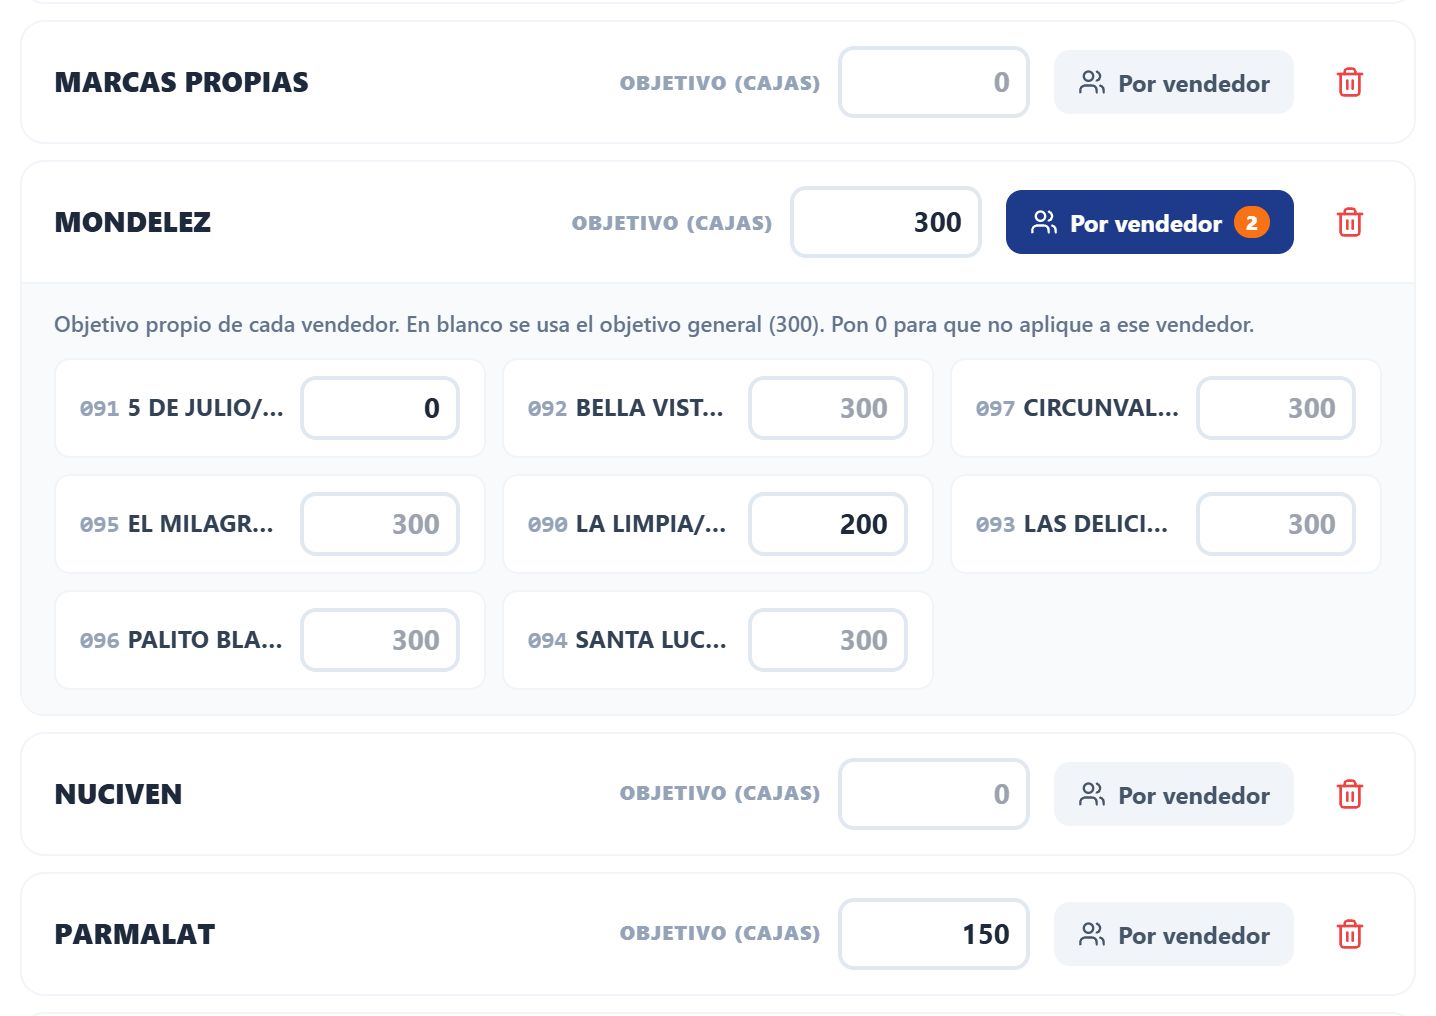 MARCAS PROPIAS OBJETIVO (CAJAS) 0 Por vendedor
MONDELEZ OBJETIVO (CAJAS) 300 Por vendedor 2
Objetivo propio de cada vendedor. En blanco se usa el objetivo general (300). Pon 0 para que no aplique a ese vendedor.
091 5 DE JULIO/... 0 092 BELLA VIST... 300 097 CIRCUNVAL... 300
095 EL MILAGR... 300 090 LA LIMPIA/... 200 093 LAS DELICI... 300
096 PALITO BLA... 300 094 SANTA LUC... 300
NUCIVEN OBJETIVO (CAJAS) 0 Por vendedor
PARMALAT OBJETIVO (CAJAS) 150 Por vendedor